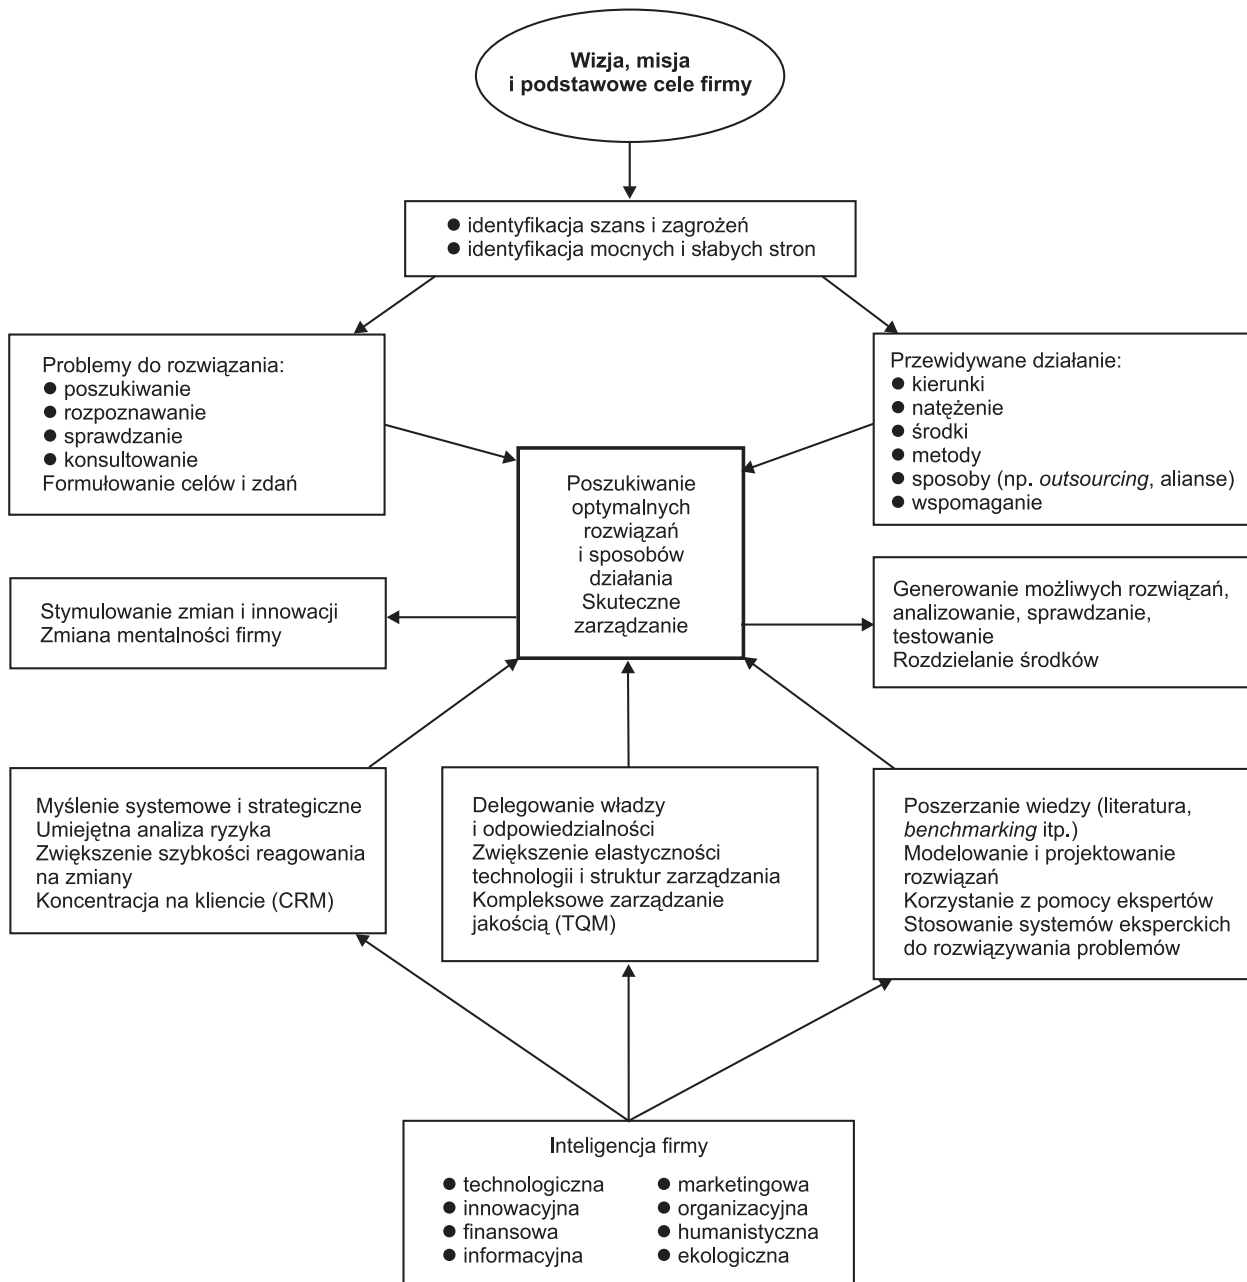 Wizja, misja
i podstawowe cele firmy
● identyfikacja szans i zagrożeń
● identyfikacja mocnych i słabych stron
Problemy do rozwiązania:
● poszukiwanie
● rozpoznawanie
● sprawdzanie
● konsultowanie
Formułowanie celów i zdań
Przewidywane działanie:
● kierunki
● natężenie
● środki
● metody
● sposoby (np. outsourcing, alianse)
● wspomaganie
Poszukiwanie
optymalnych
rozwiązań
i sposobów
działania
Skuteczne
zarządzanie
Stymulowanie zmian i innowacji
Zmiana mentalności firmy
Generowanie możliwych rozwiązań,
analizowanie, sprawdzanie,
testowanie
Rozdzielanie środków
Myślenie systemowe i strategiczne
Umiejętna analiza ryzyka
Zwiększenie szybkości reagowania
na zmiany
Koncentracja na kliencie (CRM)
Delegowanie władzy
i odpowiedzialności
Zwiększenie elastyczności
technologii i struktur zarządzania
Kompleksowe zarządzanie
jakością (TQM)
Poszerzanie wiedzy (literatura,
benchmarking itp.)
Modelowanie i projektowanie
rozwiązań
Korzystanie z pomocy ekspertów
Stosowanie systemów eksperckich
do rozwiązywania problemów
Inteligencja firmy
● technologiczna
● innowacyjna
● finansowa
● informacyjna
● marketingowa
● organizacyjna
● humanistyczna
● ekologiczna